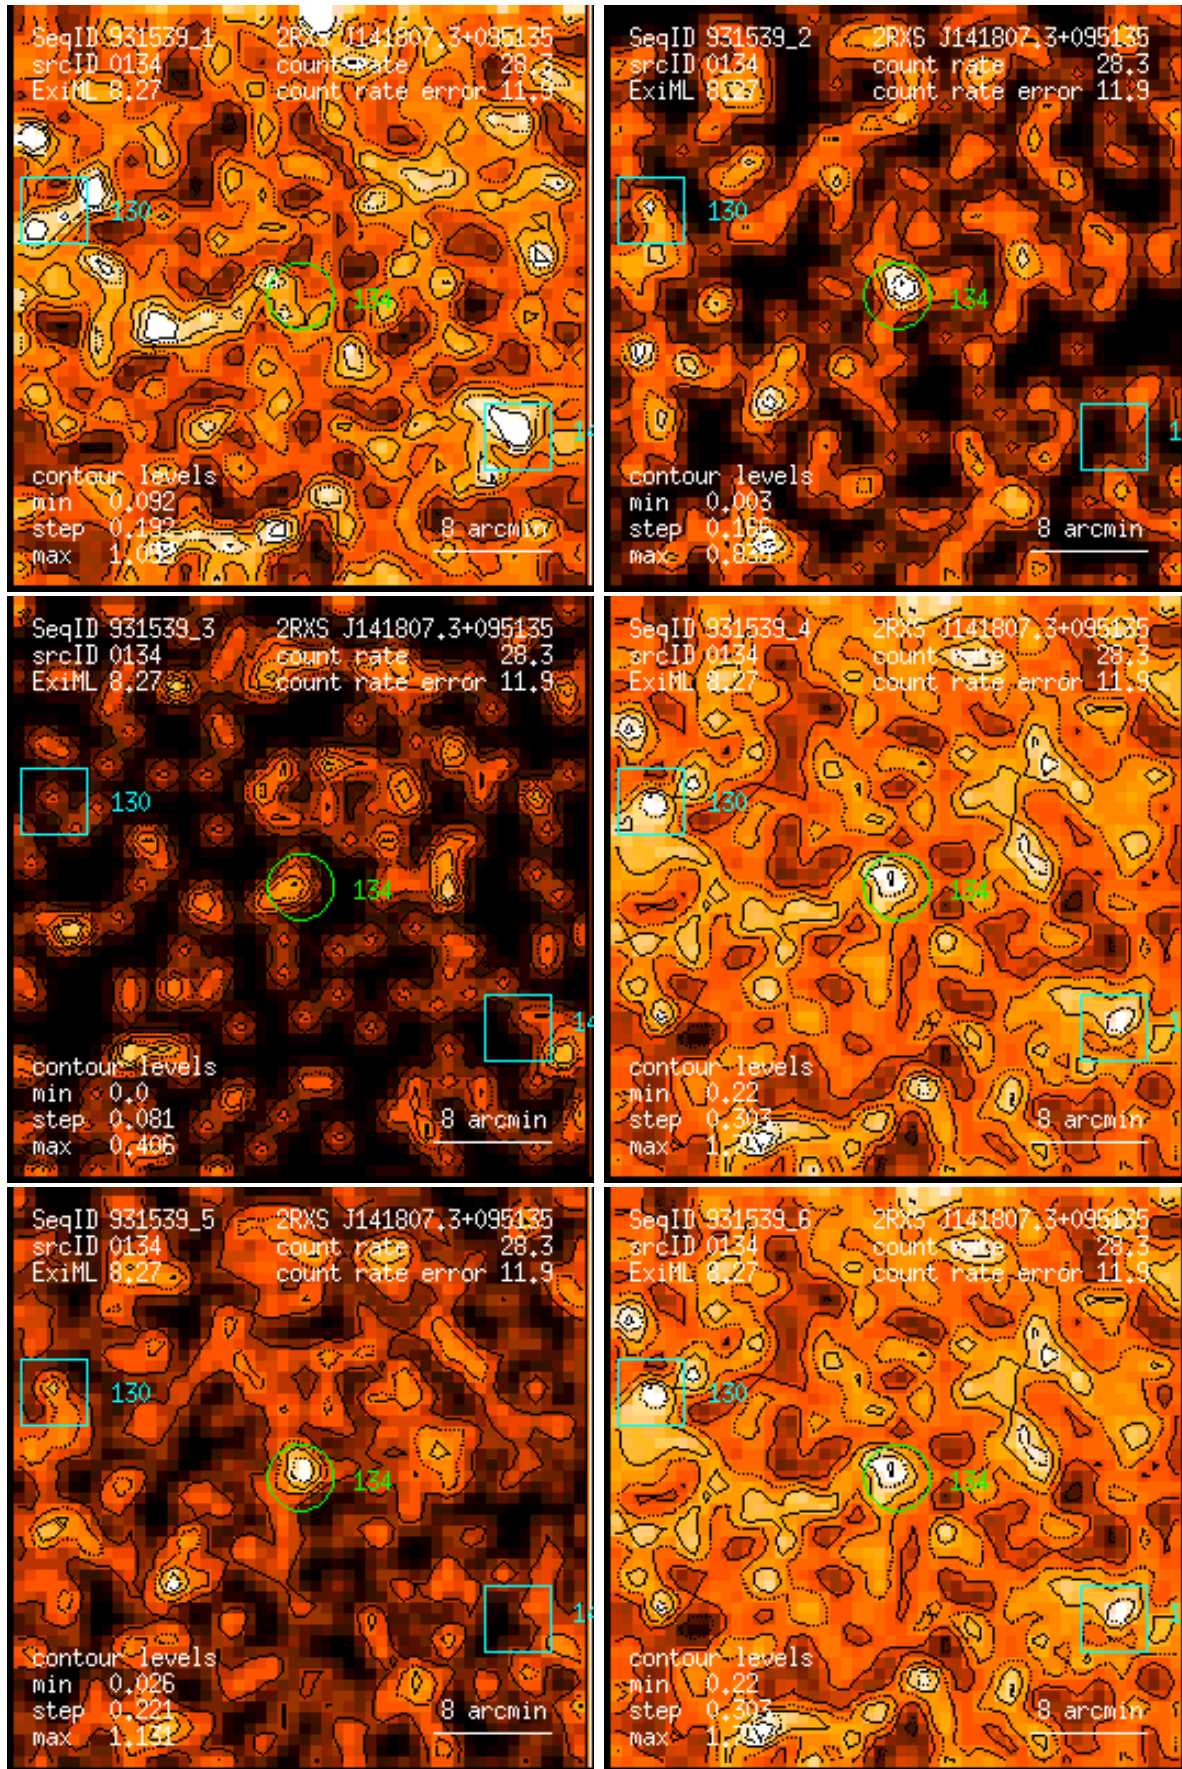 SeqID 931539_1 2RXS J141807.3+095135
srcID 0134 count rate 28.3
ExiML 8.27 count rate error 11.9
130
134
14
contour levels
min 0.092
step 0.192
max
8 arcmin
SeqID 931539_2 2RXS J141807.3+095135
srcID 0134 count rate 28.3
ExiML 8.27 count rate error 11.9
130
134
1
contour levels
min 0.003
step 0.166
max
8 arcmin
SeqID 931539_3 2RXS J141807.3+095135
srcID 0134 count rate 28.3
ExiML 8.27 count rate error 11.9
130
134
14
contour levels
min 0.0
step 0.081
max 0.406
8 arcmin
SeqID 931539_4 2RXS J141807.3+095135
srcID 0134 count rate 28.3
ExiML 8.27 count rate error 11.9
130
134
1
contour levels
min 0.22
step 0.303
max
8 arcmin
SeqID 931539_5 2RXS J141807.3+095135
srcID 0134 count rate 28.3
ExiML 8.27 count rate error 11.9
130
134
14
contour levels
min 0.026
step 0.221
max 1.131
8 arcmin
SeqID 931539_6 2RXS J141807.3+095135
srcID 0134 count rate 28.3
ExiML 8.27 count rate error 11.9
130
134
1
contour levels
min 0.22
step 0.303
max
8 arcmin